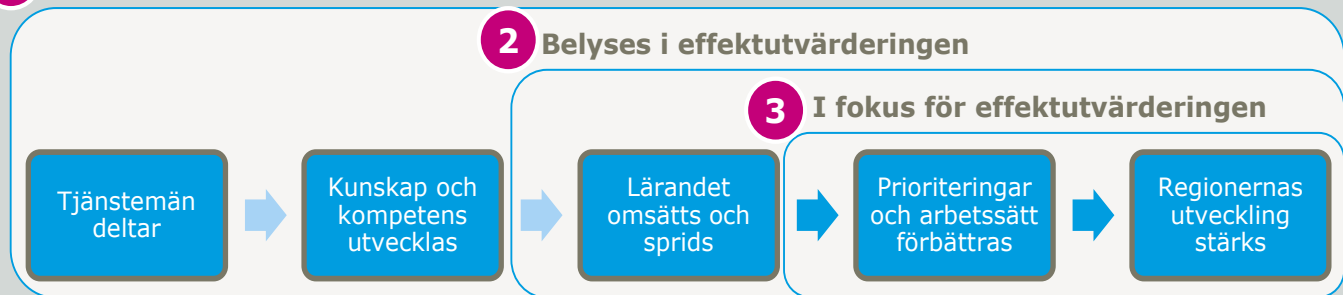 2 Belyses i effektutvärderingen
3 I fokus för effektutvärderingen
Tjänstemän
deltar
Kunskap och
kompetens
utvecklas
Lärandet
omsätts och
sprids
Prioriteringar
och arbetssätt
förbättras
Regionernas
utveckling
stärks